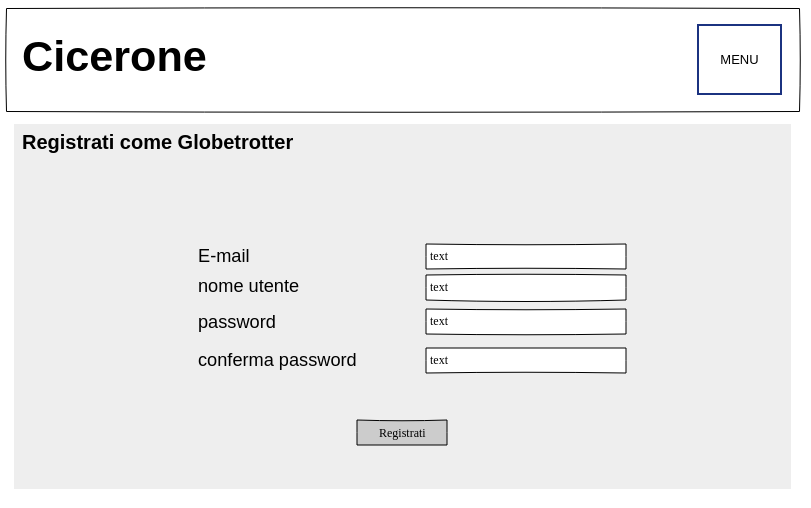 Cicerone
MENU
Registrati come Globetrotter
E-mail
text
nome utente
text
password
text
conferma password
text
Registrati